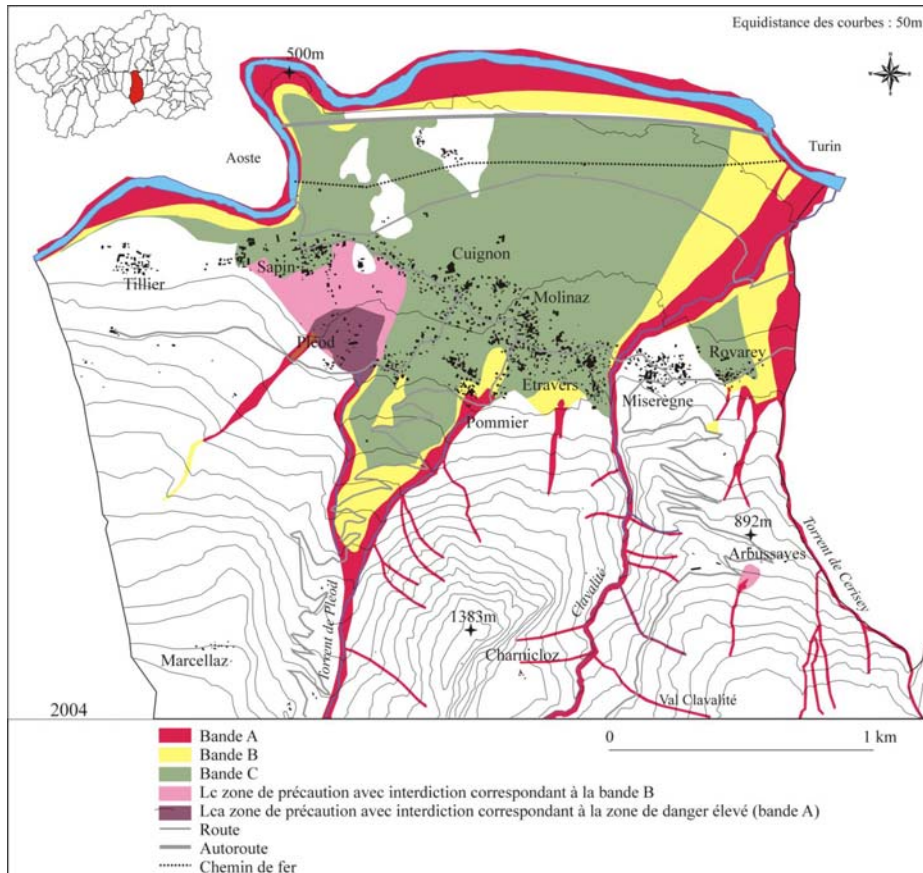 Equidistance des courbes : 50m
500m
Aoste
Turin
Cuignon
Sapin
Tillier
Molinaz
Pléod
Rovarey
Etravers
Miserègne
Pommier
892m
Arbussayes
Torrent de Cerisey
Torrent de Pléod
Clavalité
1383m
Marcellaz
Charnicloz
Val Clavalité
2004
Bande A
Bande B
Bande C
Lc zone de précaution avec interdiction correspondant à la bande B
Lca zone de précaution avec interdiction correspondant à la zone de danger élevé (bande A)
Route
Autoroute
Chemin de fer
0 1 km